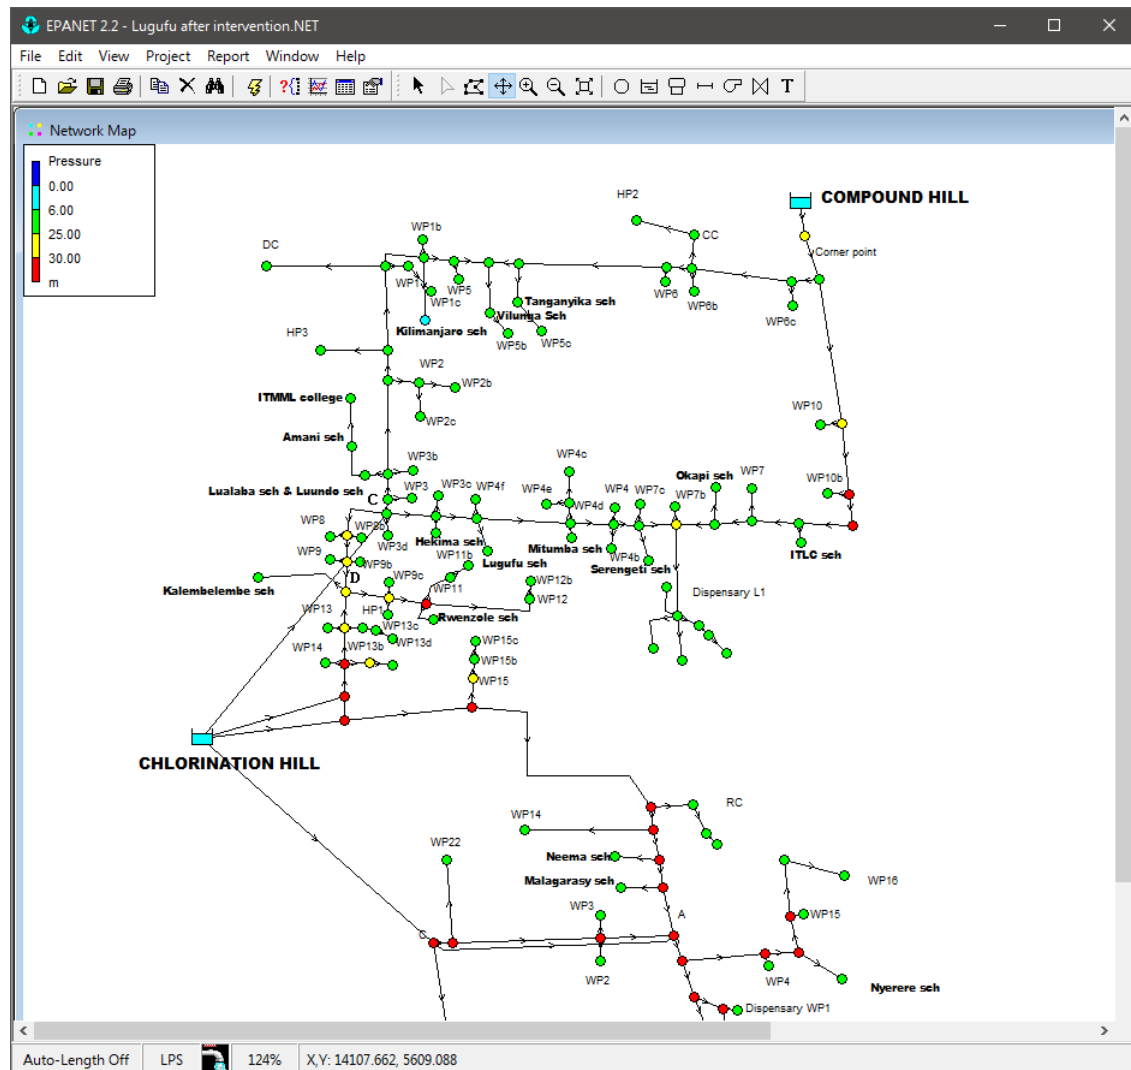 EPANET 2.2 - Lugufu after intervention.NET
File Edit View Project Report Window Help
T
Network Map
Pressure
0.00
6.00
25.00
30.00
m
HP2
COMPOUND HILL
WP1b
CC
DC
Corner point
WP1
WP5
WP6
WP1c
WP6b
Tanganyika sch
Vilunga Sch
WP6c
Kilimanjaro sch
HP3
WP5b
WP5c
WP2
WP2b
ITMML college
WP2c
WP10
Amani sch
WP3b
WP4c
Okapi sch
WP7
WP10b
Lualaba sch & Luundo sch
WP3
WP3c
WP4f
WP4e
WP4
WP7c
WP7b
C
WP4d
WP8
WP8b
WP3d
Hekima sch
Mitumba sch
ITLC sch
WP9
WP9b
WP11b
Lugufu sch
WP4b
Serengeti sch
D
WP9c
WP12b
Kalembelembe sch
WP11
WP12
Dispensary L1
WP13
HP1
Rwenzole sch
WP13c
WP14
WP13b
WP13d
WP15c
WP15b
WP15
CHLORINATION HILL
RC
WP14
WP22
Neema sch
Malagarasy sch
WP16
WP3
A
WP15
C
WP2
WP4
Nyerere sch
Dispensary WP1
Auto-Length Off LPS 124% X,Y: 14107.662, 5609.088